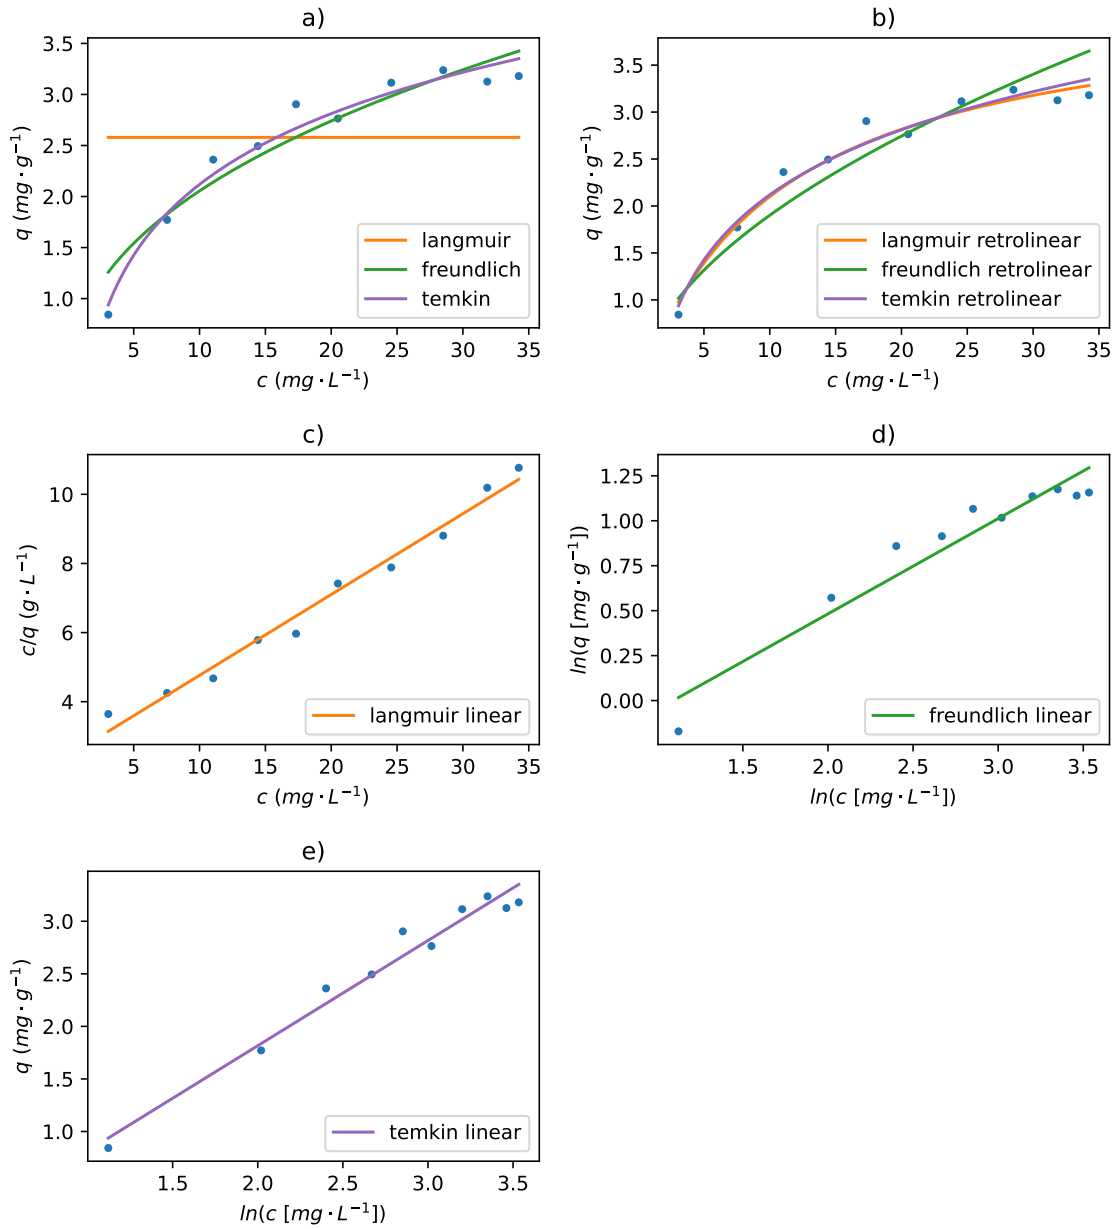 a)
3.5
3.0
2.5
2.0
1.5
1.0
q (mg · g⁻¹)
langmuir
freundlich
temkin
5 10 15 20 25 30 35
c (mg · L⁻¹)
b)
3.5
3.0
2.5
2.0
1.5
1.0
q (mg · g⁻¹)
langmuir retrolinear
freundlich retrolinear
temkin retrolinear
5 10 15 20 25 30 35
c (mg · L⁻¹)
c)
10
8
6
4
c/q (g · L⁻¹)
langmuir linear
5 10 15 20 25 30 35
c (mg · L⁻¹)
d)
1.25
1.00
0.75
0.50
0.25
0.00
ln(q [mg · g⁻¹])
freundlich linear
1.5 2.0 2.5 3.0 3.5
ln(c [mg · L⁻¹])
e)
3.0
2.5
2.0
1.5
1.0
q (mg · g⁻¹)
temkin linear
1.5 2.0 2.5 3.0 3.5
ln(c [mg · L⁻¹])